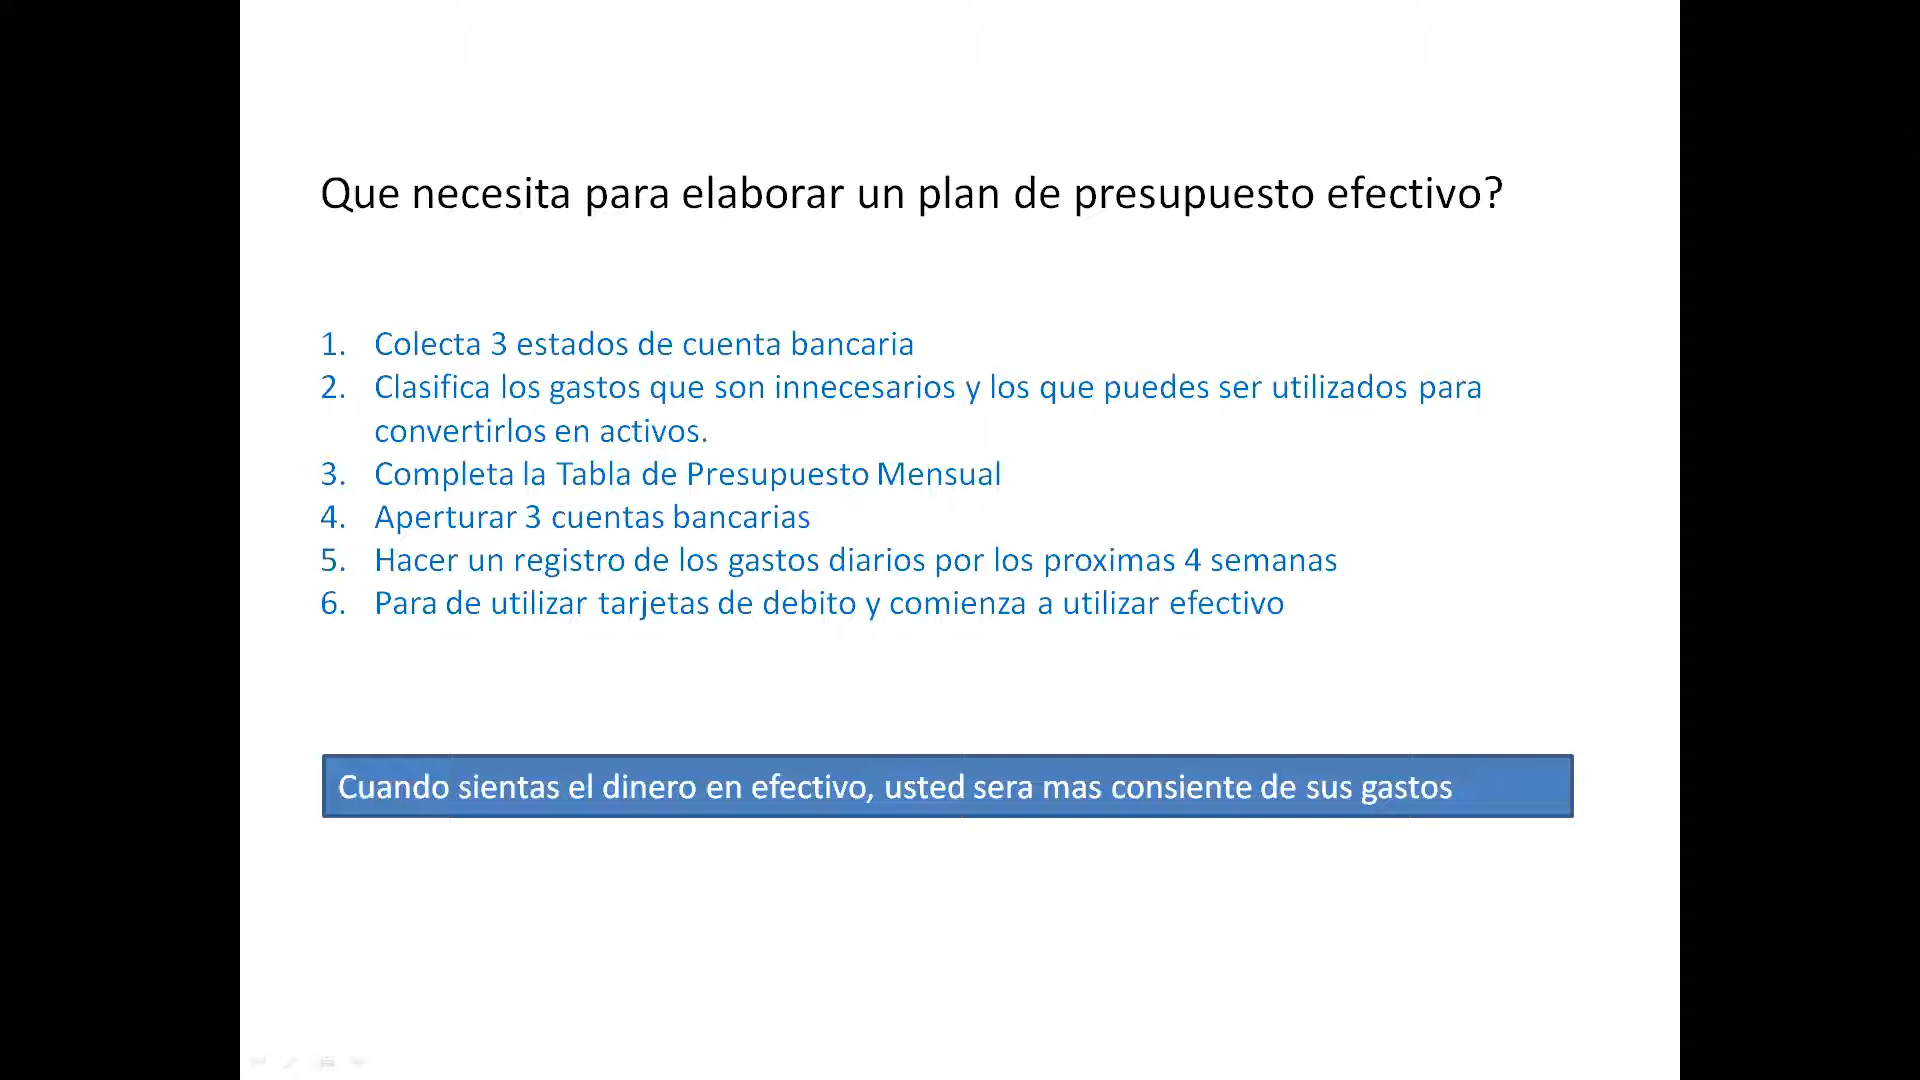 Que necesita para elaborar un plan de presupuesto efectivo?
1. Colecta 3 estados de cuenta bancaria
2. Clasifica los gastos que son innecesarios y los que puedes ser utilizados para
convertirlos en activos.
3. Completa la Tabla de Presupuesto Mensual
4. Aperturar 3 cuentas bancarias
5. Hacer un registro de los gastos diarios por los proximas 4 semanas
6. Para de utilizar tarjetas de debito y comienza a utilizar efectivo
Cuando sientas el dinero en efectivo, usted sera mas consiente de sus gastos